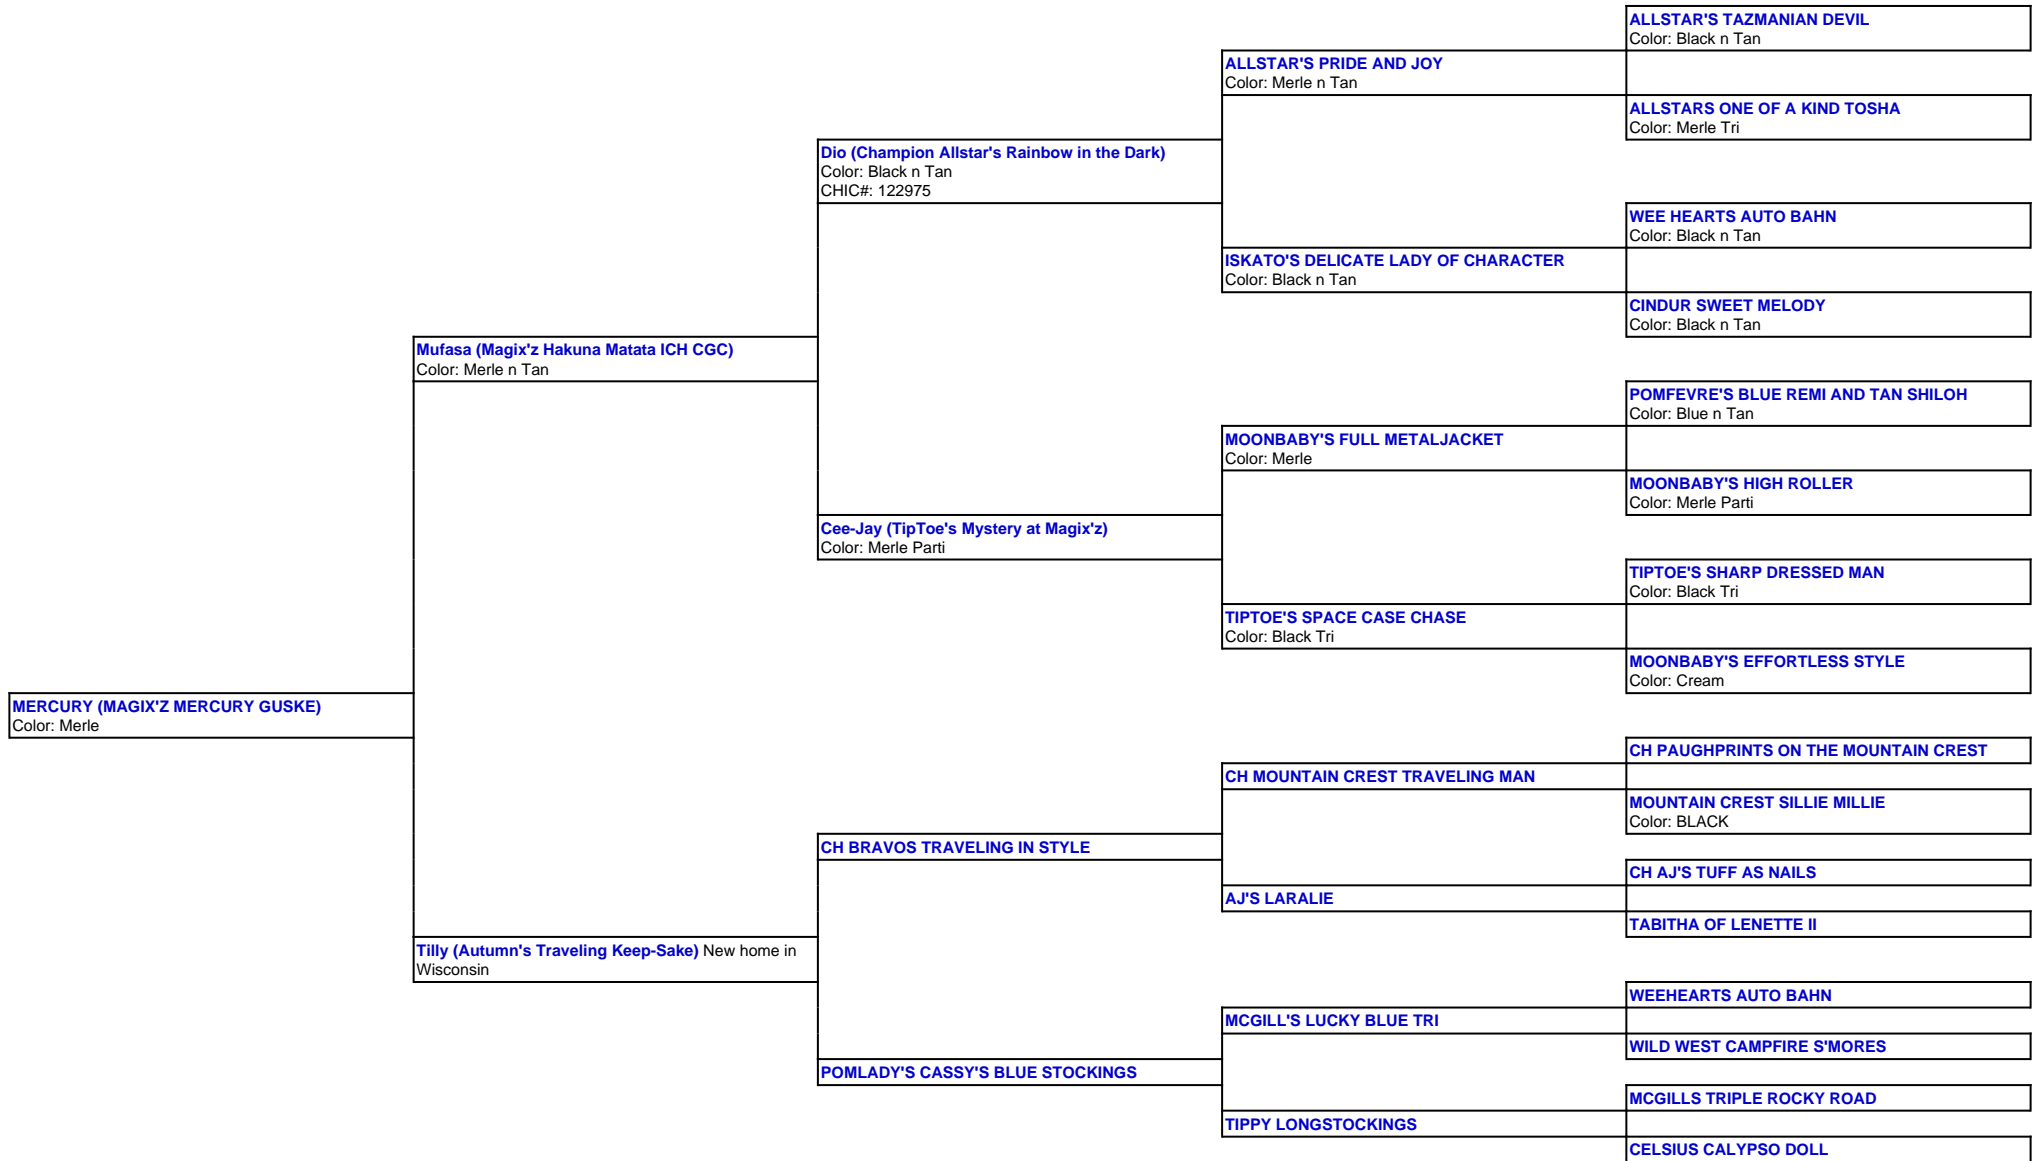 ALLSTAR'S TAZMANIAN DEVIL
Color: Black n Tan
ALLSTAR'S PRIDE AND JOY
Color: Merle n Tan
ALLSTARS ONE OF A KIND TOSHA
Color: Merle Tri
Dio (Champion Allstar's Rainbow in the Dark)
Color: Black n Tan
CHIC#: 122975
WEE HEARTS AUTO BAHN
Color: Black n Tan
ISKATO'S DELICATE LADY OF CHARACTER
Color: Black n Tan
CINDUR SWEET MELODY
Color: Black n Tan
Mufasa (Magix'z Hakuna Matata ICH CGC)
Color: Merle n Tan
POMFEVRE'S BLUE REMI AND TAN SHILOH
Color: Blue n Tan
MOONBABY'S FULL METALJACKET
Color: Merle
MOONBABY'S HIGH ROLLER
Color: Merle Parti
Cee-Jay (TipToe's Mystery at Magix'z)
Color: Merle Parti
TIPTOE'S SHARP DRESSED MAN
Color: Black Tri
TIPTOE'S SPACE CASE CHASE
Color: Black Tri
MOONBABY'S EFFORTLESS STYLE
Color: Cream
MERCURY (MAGIX'Z MERCURY GUSKE)
Color: Merle
CH PAUGHPRINTS ON THE MOUNTAIN CREST
CH MOUNTAIN CREST TRAVELING MAN
MOUNTAIN CREST SILLIE MILLIE
Color: BLACK
CH BRAVOS TRAVELING IN STYLE
CH AJ'S TUFF AS NAILS
AJ'S LARALIE
TABITHA OF LENETTE II
Tilly (Autumn's Traveling Keep-Sake) New home in
Wisconsin
WEEHEARTS AUTO BAHN
MCGILL'S LUCKY BLUE TRI
WILD WEST CAMPFIRE S'MORES
POMLADY'S CASSY'S BLUE STOCKINGS
MCGILLS TRIPLE ROCKY ROAD
TIPPY LONGSTOCKINGS
CELSIUS CALYPSO DOLL